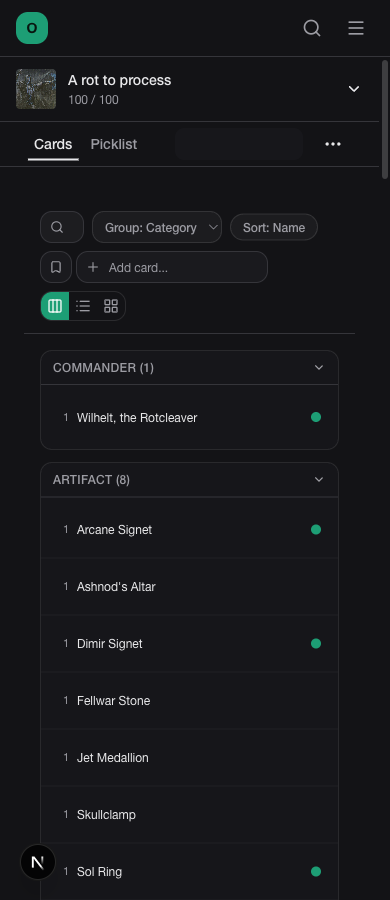 O
A rot to process
100 / 100
Cards
Picklist
Group: Category
Sort: Name
Add card...
COMMANDER (1)
1 Wilhelt, the Rotcleaver
ARTIFACT (8)
1 Arcane Signet
1 Ashnod's Altar
1 Dimir Signet
1 Fellwar Stone
1 Jet Medallion
1 Skullclamp
N
1 Sol Ring